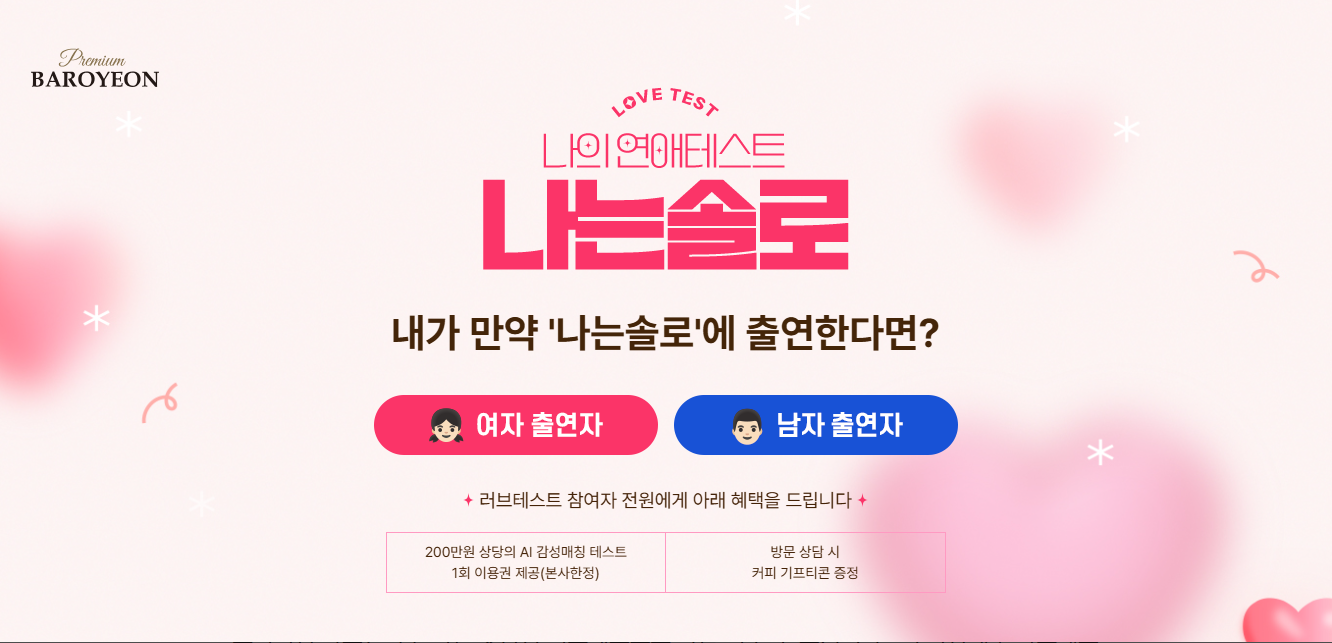 Premium
BAROYEON
LOVE TEST
나의 연애테스트
나는솔로
내가 만약 '나는솔로'에 출연한다면?
여자 출연자
남자 출연자
러브테스트 참여자 전원에게 아래 혜택을 드립니다
200만원 상당의 AI 감성매칭 테스트
1회 이용권 제공(본사한정)
방문 상담 시
커피 기프티콘 증정